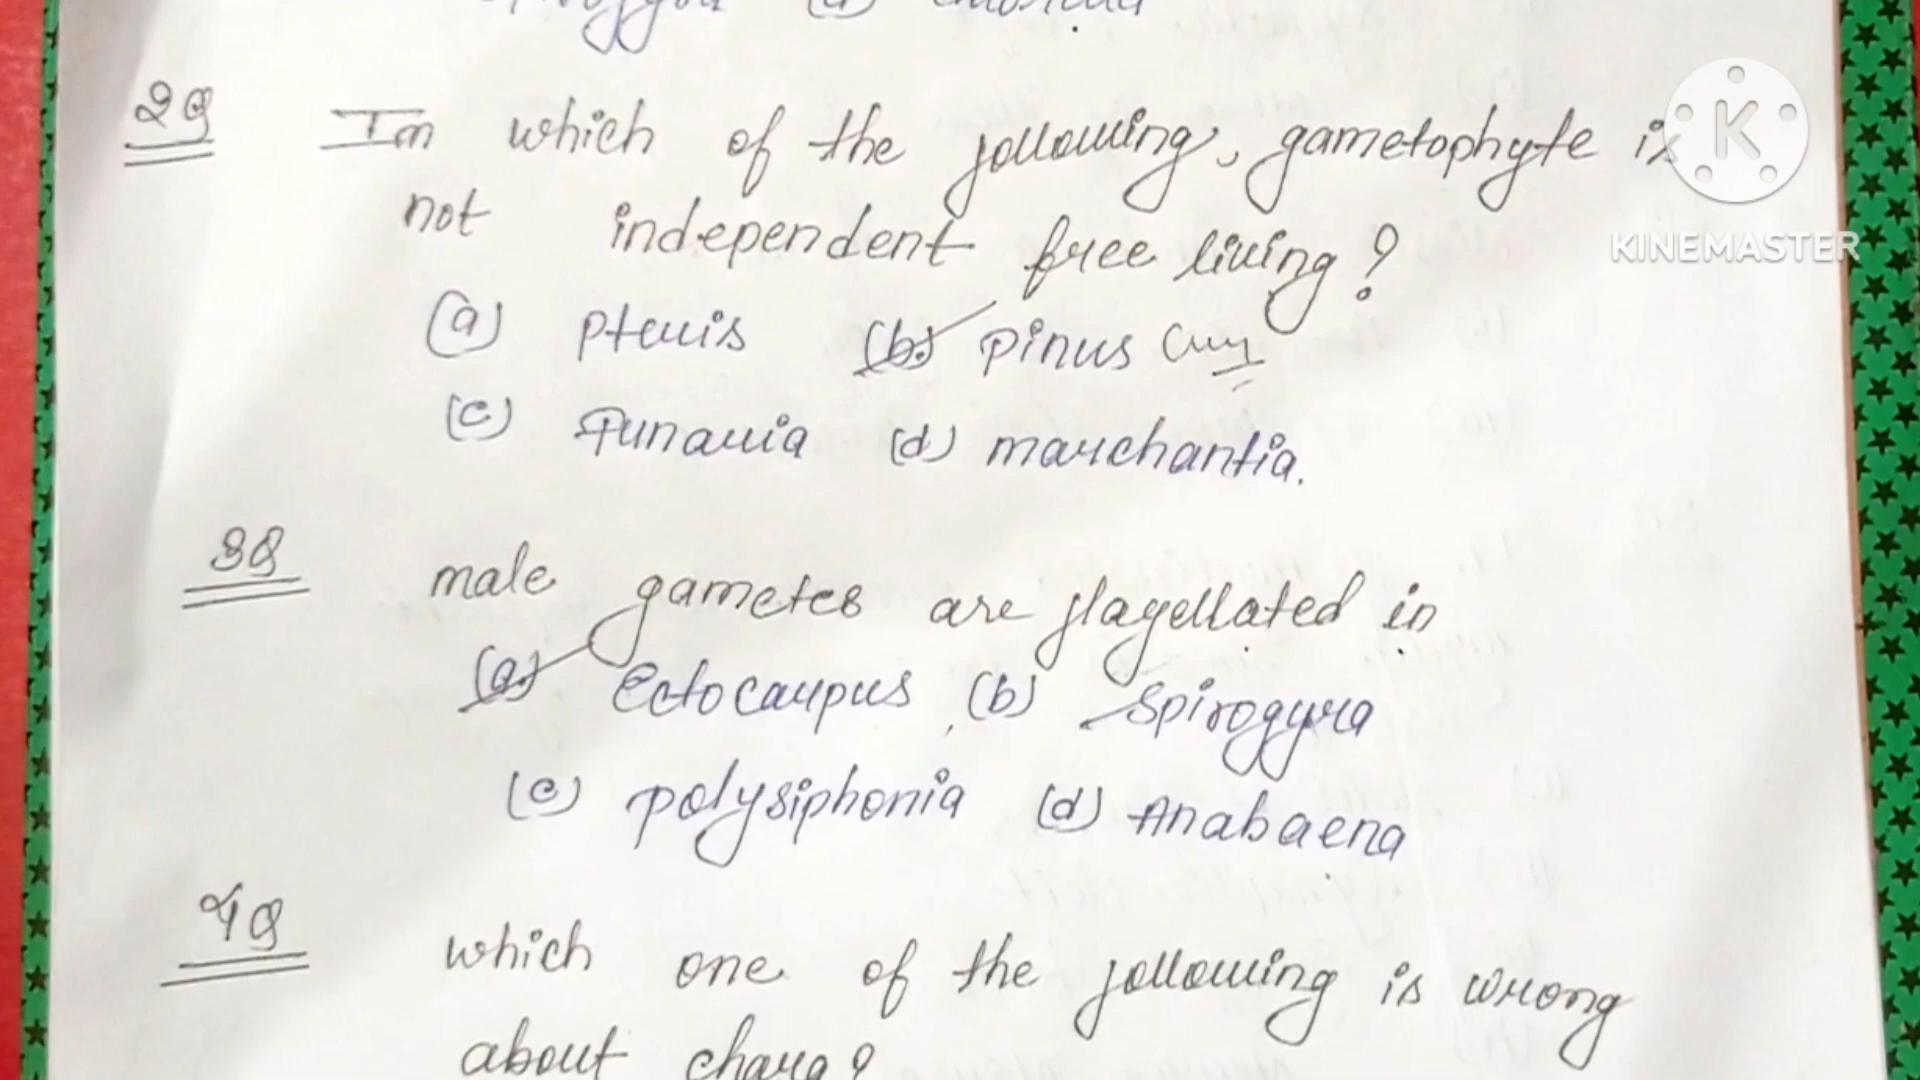 2Q In which of the following, gametophyte is
not independent free living?
(a) Pteris (b) Pinus
(c) Funaria (d) marchantia.
3Q male gametes are flagellated in
(a) Ectocarpus, (b) Spirogyra
(c) polysiphonia (d) Anabaena
4Q which one of the following is wrong
about chara?
K
KINEMASTER